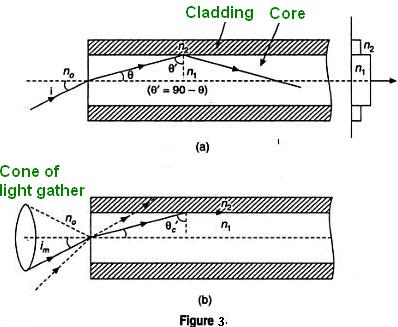 Cladding Core
n₂
n₂
n₀
θ
θ'
n₁
n₁
i
(θ' = 90 – θ)
(a)
Cone of
light gather
n₂
n₀
iₘ
θc'
n₁
(b)
Figure 3.